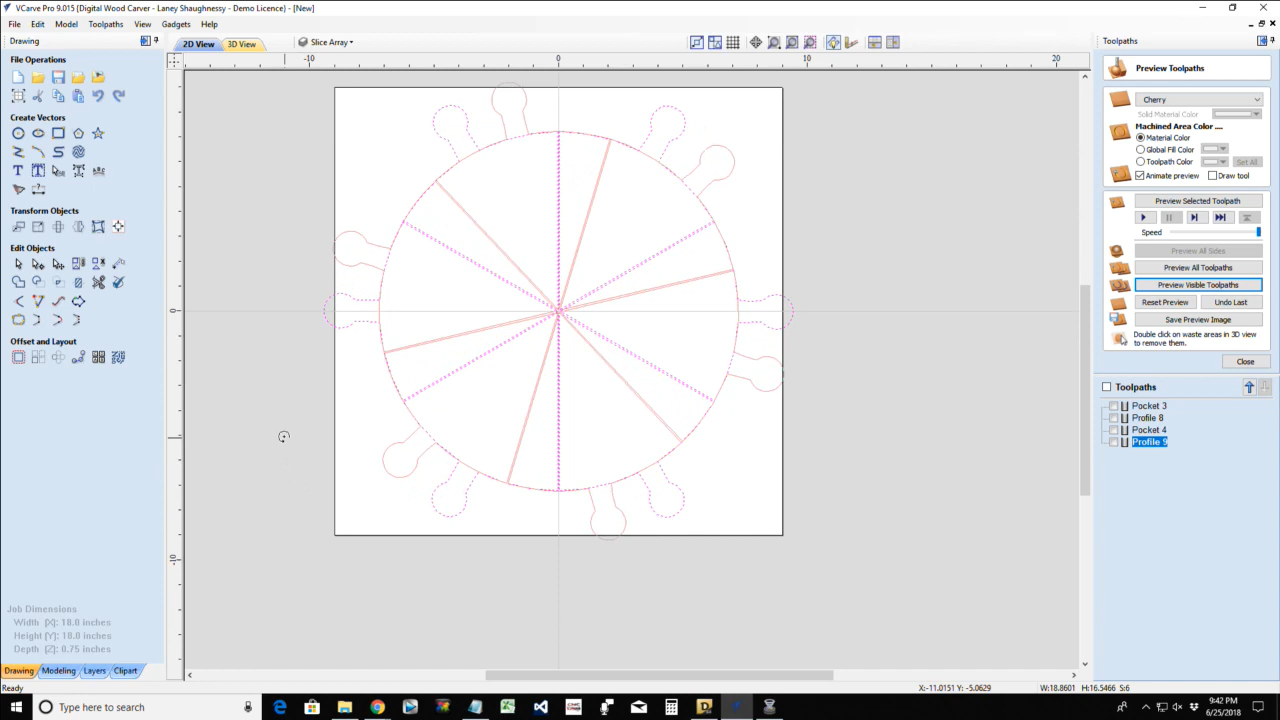 VCarve Pro 9.015 {Digital Wood Carver - Laney Shaughnessy - Demo Licence} - [New]
File Edit Model Toolpaths View Gadgets Help
Drawing
File Operations
Create Vectors
Transform Objects
Edit Objects
Offset and Layout
Job Dimensions
Width (X): 18.0 inches
Height (Y): 18.0 inches
Depth (Z): 0.75 inches
Drawing Modeling Layers Clipart
2D View 3D View Slice Array
-10 0 10 20
0
-10
Toolpaths
Preview Toolpaths
Cherry
Solid Material Color
Machined Area Color ....
Material Color
Global Fill Color
Toolpath Color Set All
Animate preview Draw tool
Preview Selected Toolpath
Speed
Preview All Sides
Preview All Toolpaths
Preview Visible Toolpaths
Reset Preview Undo Last
Save Preview Image
Double click on waste areas in 3D view
to remove them.
Close
Toolpaths
Pocket 3
Profile 8
Pocket 4
Profile 9
Ready X:-11.0151 Y: -5.0629 W:18.8601 H:16.5466 S:6
Type here to search
9:42 PM
6/25/2018